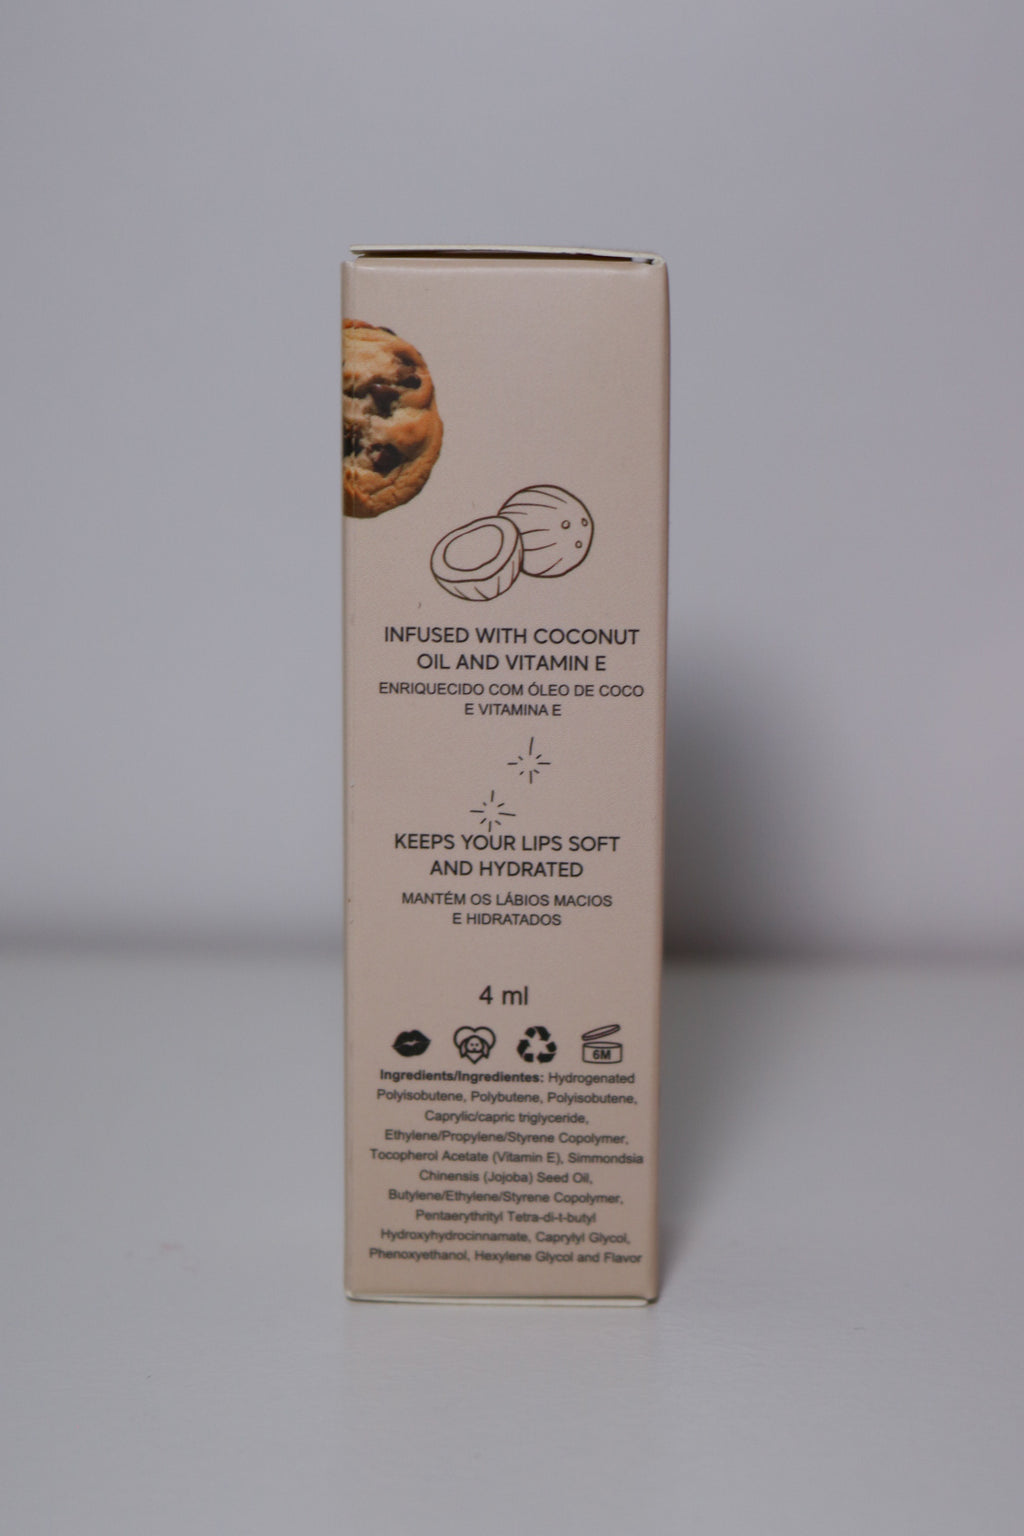 INFUSED WITH COCONUT
OIL AND VITAMIN E
ENRIQUECIDO COM ÓLEO DE COCO
E VITAMINA E
KEEPS YOUR LIPS SOFT
AND HYDRATED
MANTÉM OS LÁBIOS MACIOS
E HIDRATADOS
4 ml
6M
Ingredients/Ingredientes: Hydrogenated
Polyisobutene, Polybutene, Polyisobutene,
Caprylic/capric triglyceride,
Ethylene/Propylene/Styrene Copolymer,
Tocopherol Acetate (Vitamin E), Simmondsia
Chinensis (Jojoba) Seed Oil,
Butylene/Ethylene/Styrene Copolymer,
Pentaerythrityl Tetra-di-t-butyl
Hydroxyhydrocinnamate, Caprylyl Glycol,
Phenoxyethanol, Hexylene Glycol and Flavor